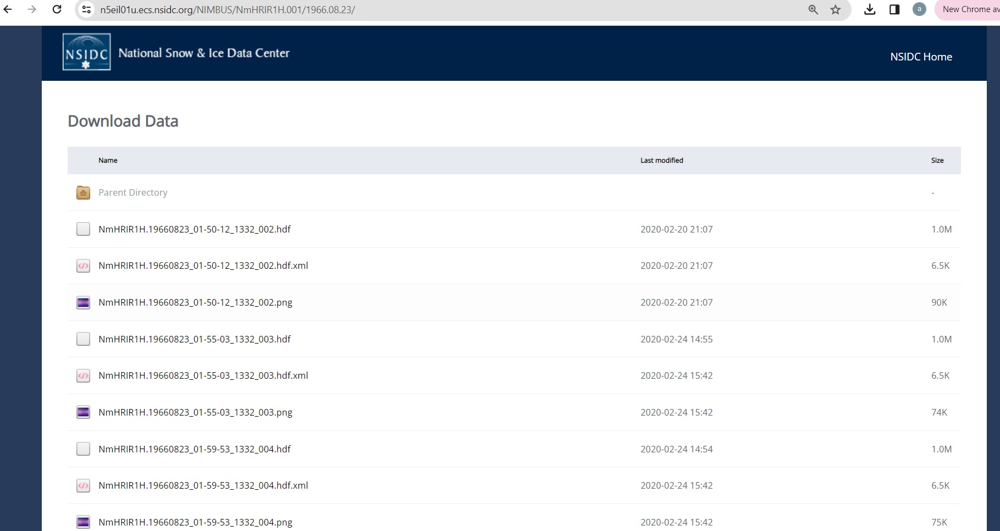 n5eil01u.ecs.nsidc.org/NIMBUS/NmHRIR1H.001/1966.08.23/
a
New Chrome av
NSIDC
National Snow & Ice Data Center
NSIDC Home
Download Data
Name Last modified Size
Parent Directory -
NmHRIR1H.19660823_01-50-12_1332_002.hdf 2020-02-20 21:07 1.0M
NmHRIR1H.19660823_01-50-12_1332_002.hdf.xml 2020-02-20 21:07 6.5K
NmHRIR1H.19660823_01-50-12_1332_002.png 2020-02-20 21:07 90K
NmHRIR1H.19660823_01-55-03_1332_003.hdf 2020-02-24 14:55 1.0M
NmHRIR1H.19660823_01-55-03_1332_003.hdf.xml 2020-02-24 15:42 6.5K
NmHRIR1H.19660823_01-55-03_1332_003.png 2020-02-24 15:42 74K
NmHRIR1H.19660823_01-59-53_1332_004.hdf 2020-02-24 14:54 1.0M
NmHRIR1H.19660823_01-59-53_1332_004.hdf.xml 2020-02-24 15:42 6.5K
NmHRIR1H.19660823_01-59-53_1332_004.png 2020-02-24 15:42 75K